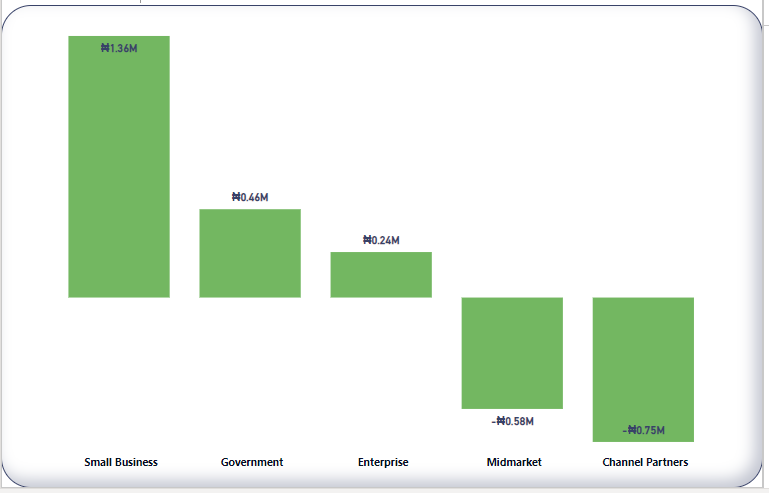 ₦1.36M
₦0.46M
₦0.24M
-₦0.58M
-₦0.75M
Small Business
Government
Enterprise
Midmarket
Channel Partners